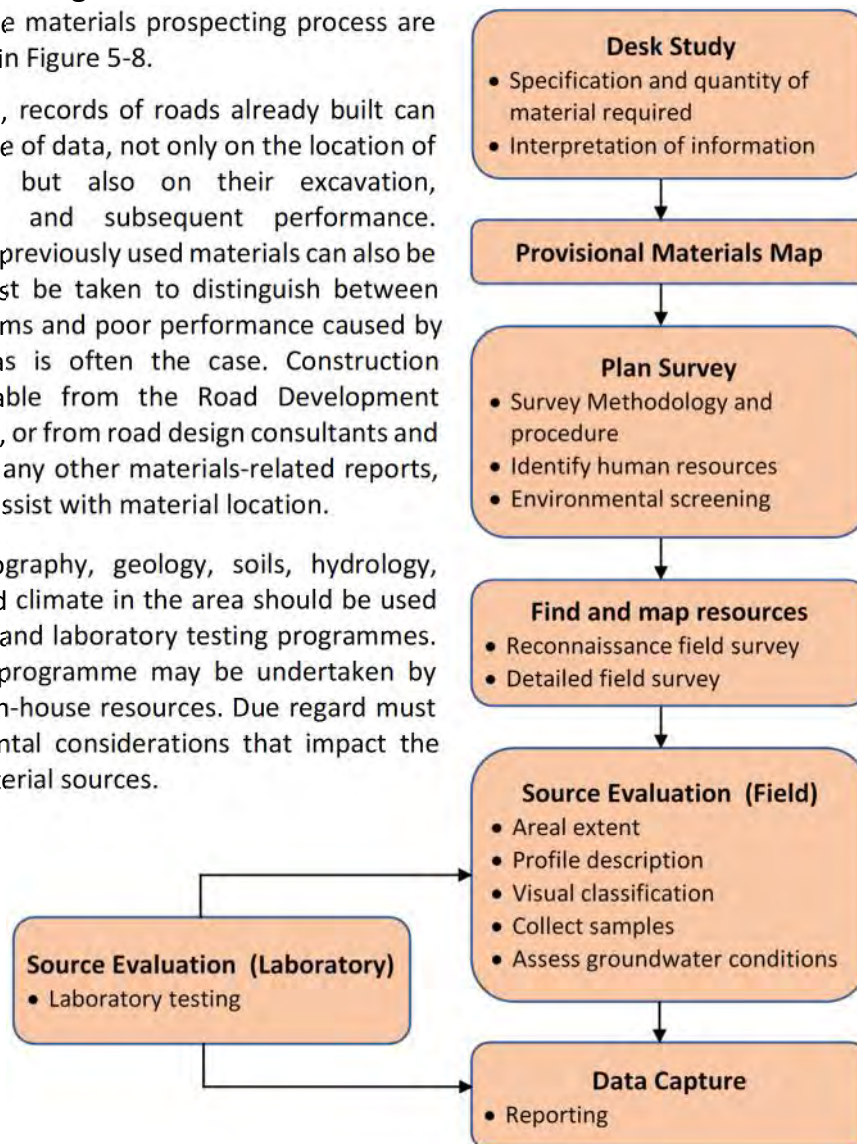 e materials prospecting process are
in Figure 5-8.
, records of roads already built can
e of data, not only on the location of
but also on their excavation,
and subsequent performance.
previously used materials can also be
st be taken to distinguish between
ms and poor performance caused by
as is often the case. Construction
able from the Road Development
, or from road design consultants and
any other materials-related reports,
assist with material location.
ography, geology, soils, hydrology,
d climate in the area should be used
and laboratory testing programmes.
programme may be undertaken by
n-house resources. Due regard must
ntal considerations that impact the
terial sources.
Desk Study
• Specification and quantity of
material required
• Interpretation of information
Provisional Materials Map
Plan Survey
• Survey Methodology and
procedure
• Identify human resources
• Environmental screening
Find and map resources
• Reconnaissance field survey
• Detailed field survey
Source Evaluation (Field)
• Areal extent
• Profile description
• Visual classification
• Collect samples
• Assess groundwater conditions
Source Evaluation (Laboratory)
• Laboratory testing
Data Capture
• Reporting